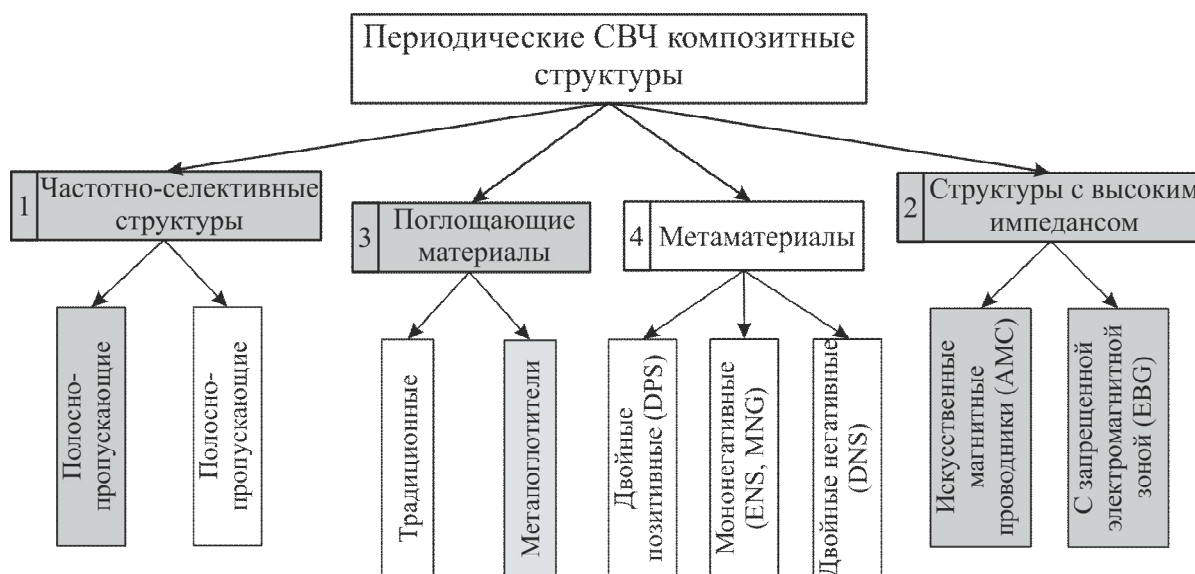 Периодические СВЧ композитные
структуры
1
Частотно-селективные
структуры
3
Поглощающие
материалы
4
Метаматериалы
2
Структуры с высоким
импедансом
Полосно-
пропускающие
Полосно-
пропускающие
Традиционные
Метапоглотители
Двойные
позитивные (DPS)
Мононегативные
(ENS, MNG)
Двойные негативные
(DNS)
Искусственные
магнитные
проводники (AMC)
С запрещенной
электромагнитной
зоной (EBG)